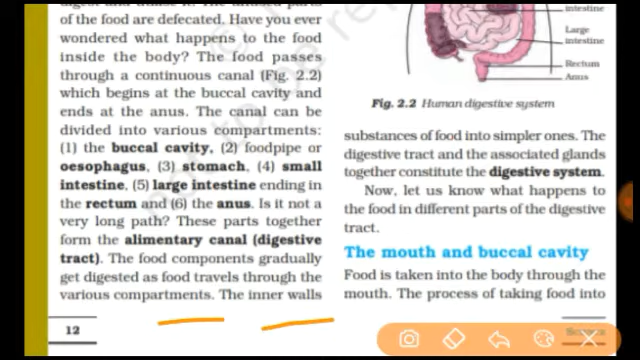 of the food are defecated. Have you ever
wondered what happens to the food
inside the body? The food passes
through a continuous canal (Fig. 2.2)
which begins at the buccal cavity and
ends at the anus. The canal can be
divided into various compartments:
(1) the buccal cavity, (2) foodpipe or
oesophagus, (3) stomach, (4) small
intestine, (5) large intestine ending in
the rectum and (6) the anus. Is it not a
very long path? These parts together
form the alimentary canal (digestive
tract). The food components gradually
get digested as food travels through the
various compartments. The inner walls
12
intestine
Large
intestine
Rectum
Anus
Fig. 2.2 Human digestive system
substances of food into simpler ones. The
digestive tract and the associated glands
together constitute the digestive system.
Now, let us know what happens to
the food in different parts of the digestive
tract.
The mouth and buccal cavity
Food is taken into the body through the
mouth. The process of taking food into